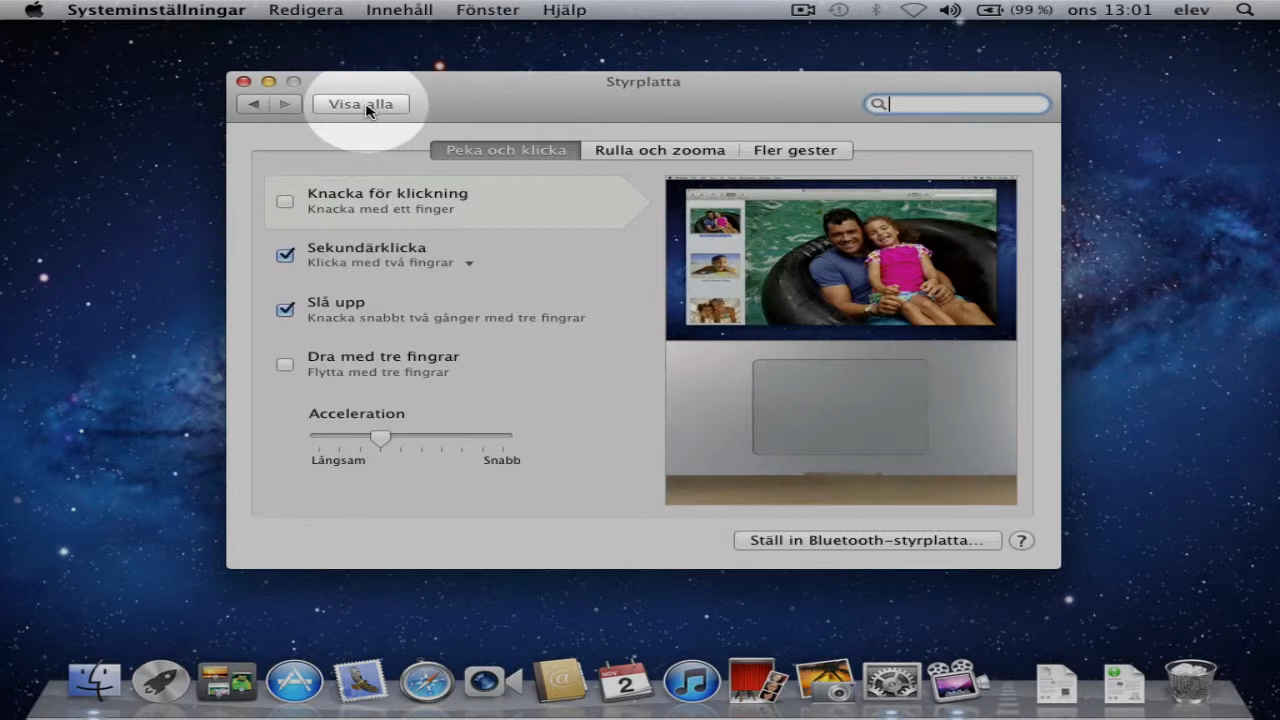 Systeminställningar Redigera Innehåll Fönster Hjälp (99 %) ons 13:01 elev
Styrplatta
Visa alla
Peka och klicka Rulla och zooma Fler gester
Knacka för klickning
Knacka med ett finger
Sekundärklicka
Klicka med två fingrar
Slå upp
Knacka snabbt två gånger med tre fingrar
Dra med tre fingrar
Flytta med tre fingrar
Acceleration
Långsam Snabb
Ställ in Bluetooth-styrplatta... ?
NOV
2